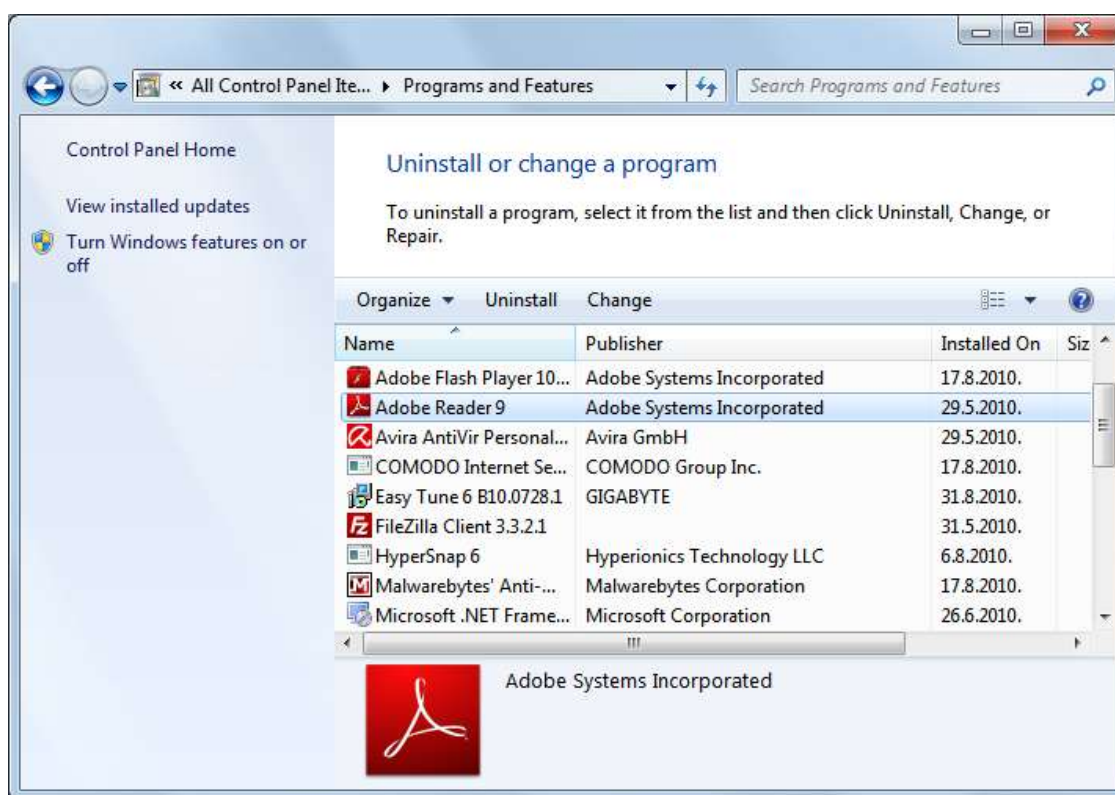 « All Control Panel Ite... Programs and Features Search Programs and Features
Control Panel Home
View installed updates
Turn Windows features on or
off
Uninstall or change a program
To uninstall a program, select it from the list and then click Uninstall, Change, or
Repair.
Organize Uninstall Change
Name Publisher Installed On Siz
Adobe Flash Player 10... Adobe Systems Incorporated 17.8.2010.
Adobe Reader 9 Adobe Systems Incorporated 29.5.2010.
Avira AntiVir Personal... Avira GmbH 29.5.2010.
COMODO Internet Se... COMODO Group Inc. 17.8.2010.
Easy Tune 6 B10.0728.1 GIGABYTE 31.8.2010.
FileZilla Client 3.3.2.1 31.5.2010.
HyperSnap 6 Hyperionics Technology LLC 6.8.2010.
Malwarebytes' Anti-... Malwarebytes Corporation 17.8.2010.
Microsoft .NET Frame... Microsoft Corporation 26.6.2010.
Adobe Systems Incorporated